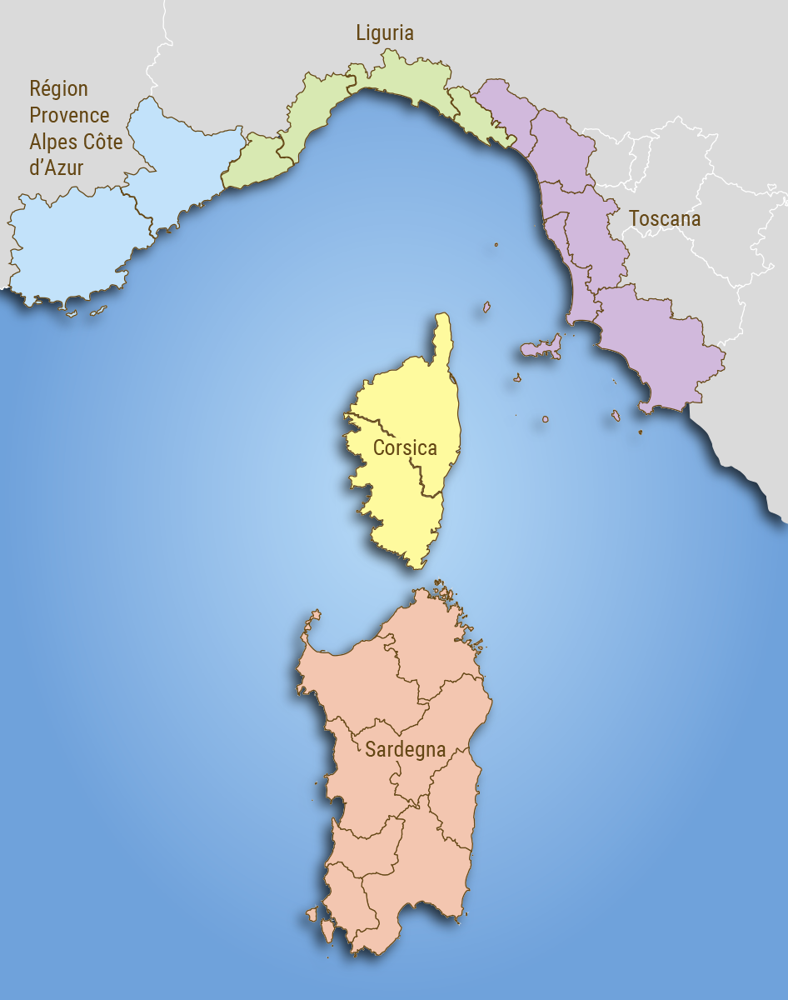 Liguria
Région
Provence
Alpes Côte
d’Azur
Toscana
Corsica
Sardegna